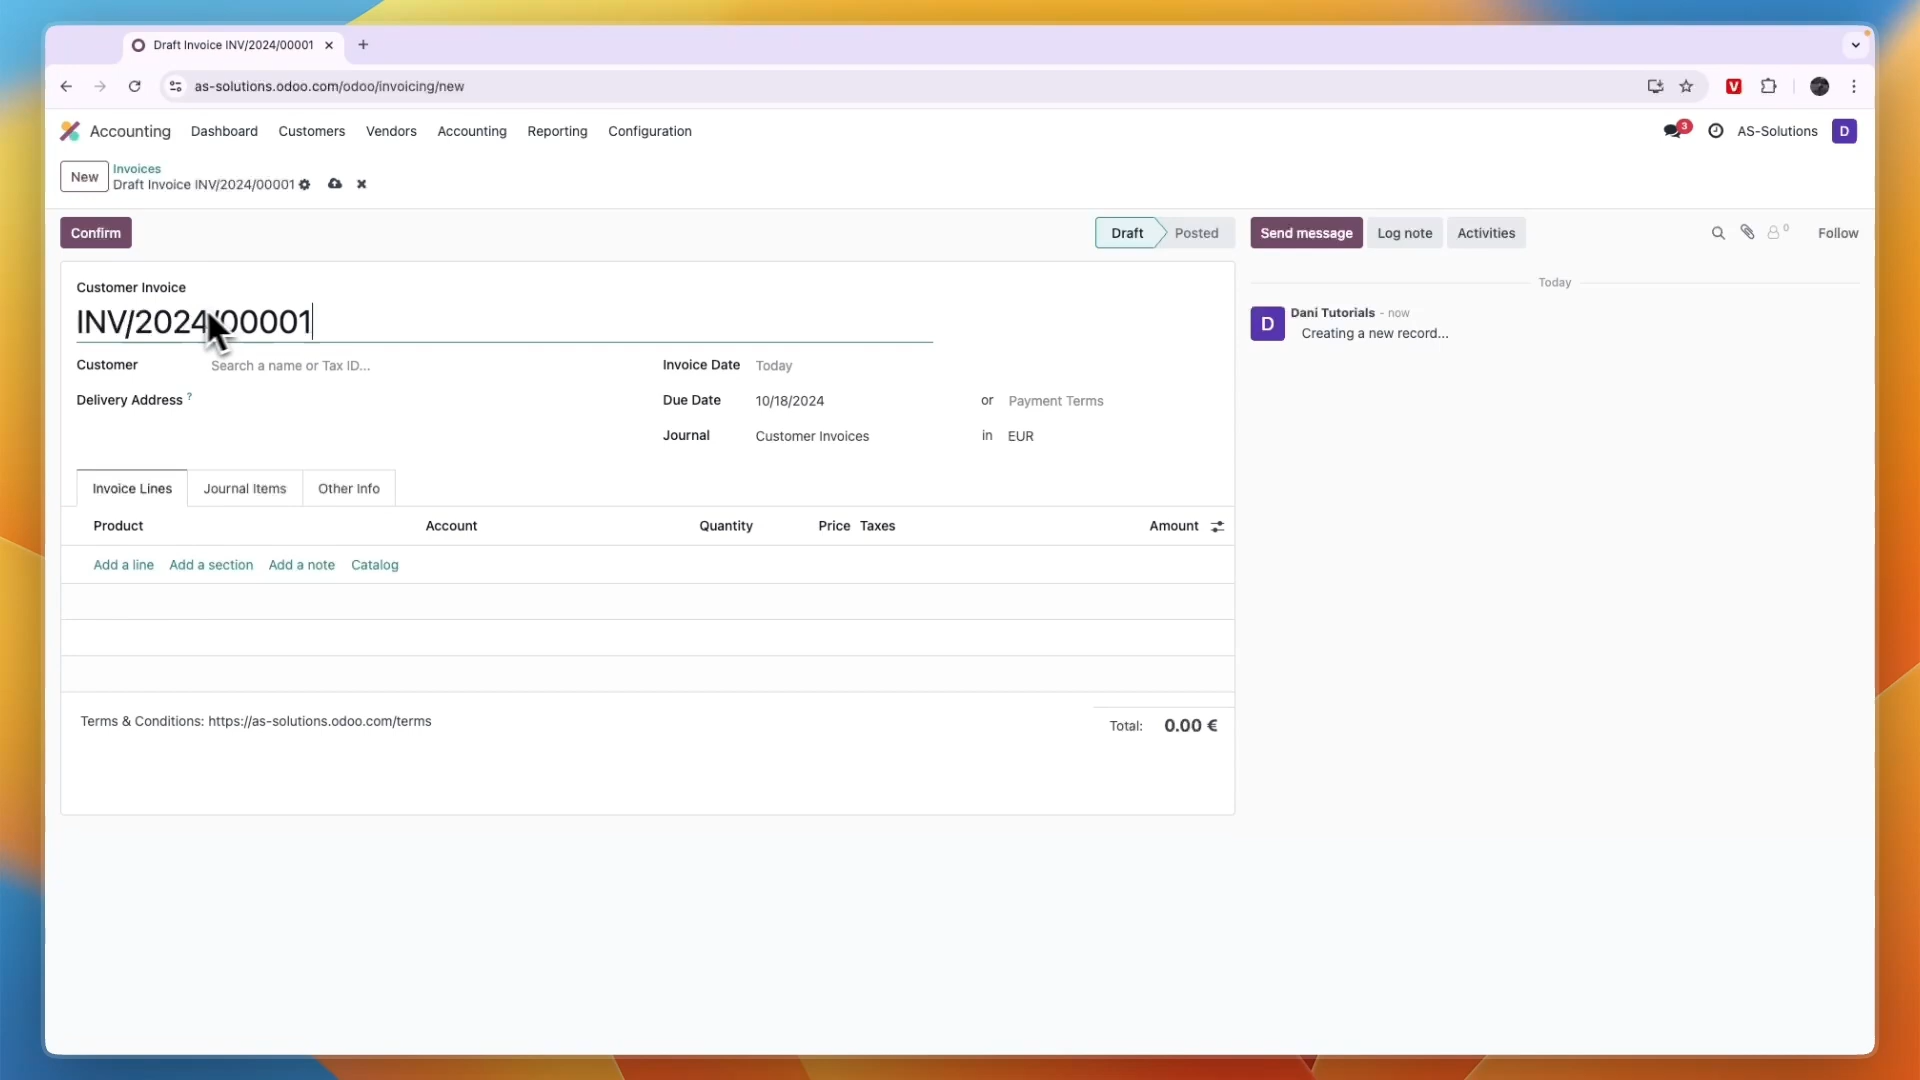 Draft Invoice INV/2024/00001
as-solutions.odoo.com/odoo/invoicing/new
V
Accounting Dashboard Customers Vendors Accounting Reporting Configuration
3 AS-Solutions D
New Invoices
Draft Invoice INV/2024/00001
Confirm Draft Posted Send message Log note Activities 0 Follow
Customer Invoice
INV/2024/00001
Customer Search a name or Tax ID...
Delivery Address ?
Invoice Date Today
Due Date 10/18/2024 or Payment Terms
Journal Customer Invoices in EUR
Invoice Lines Journal Items Other Info
Product Account Quantity Price Taxes Amount
Add a line Add a section Add a note Catalog
Terms & Conditions: https://as-solutions.odoo.com/terms
Total: 0.00 €
Today
D Dani Tutorials - now
Creating a new record...